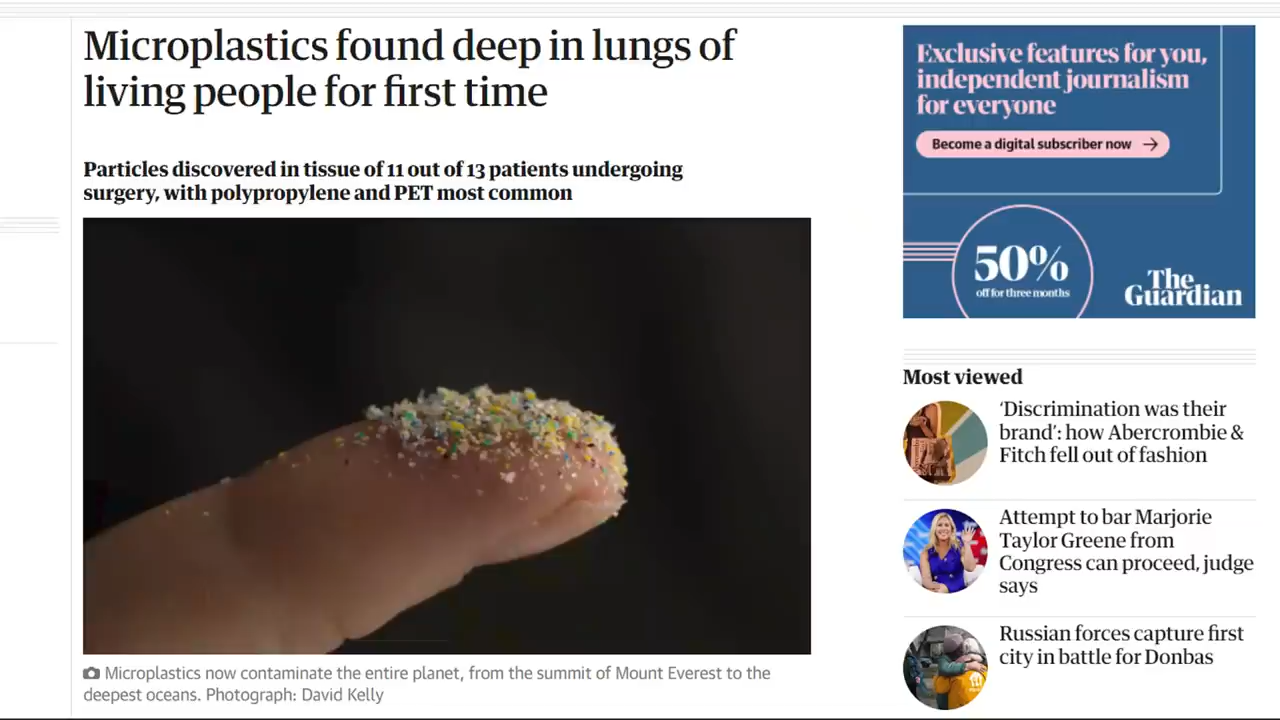 Microplastics found deep in lungs of
living people for first time
Particles discovered in tissue of 11 out of 13 patients undergoing
surgery, with polypropylene and PET most common
Microplastics now contaminate the entire planet, from the summit of Mount Everest to the
deepest oceans. Photograph: David Kelly
Exclusive features for you,
independent journalism
for everyone
Become a digital subscriber now
50%
off for three months
The
Guardian
Most viewed
‘Discrimination was their
brand’: how Abercrombie &
Fitch fell out of fashion
Attempt to bar Marjorie
Taylor Greene from
Congress can proceed, judge
says
Russian forces capture first
city in battle for Donbas